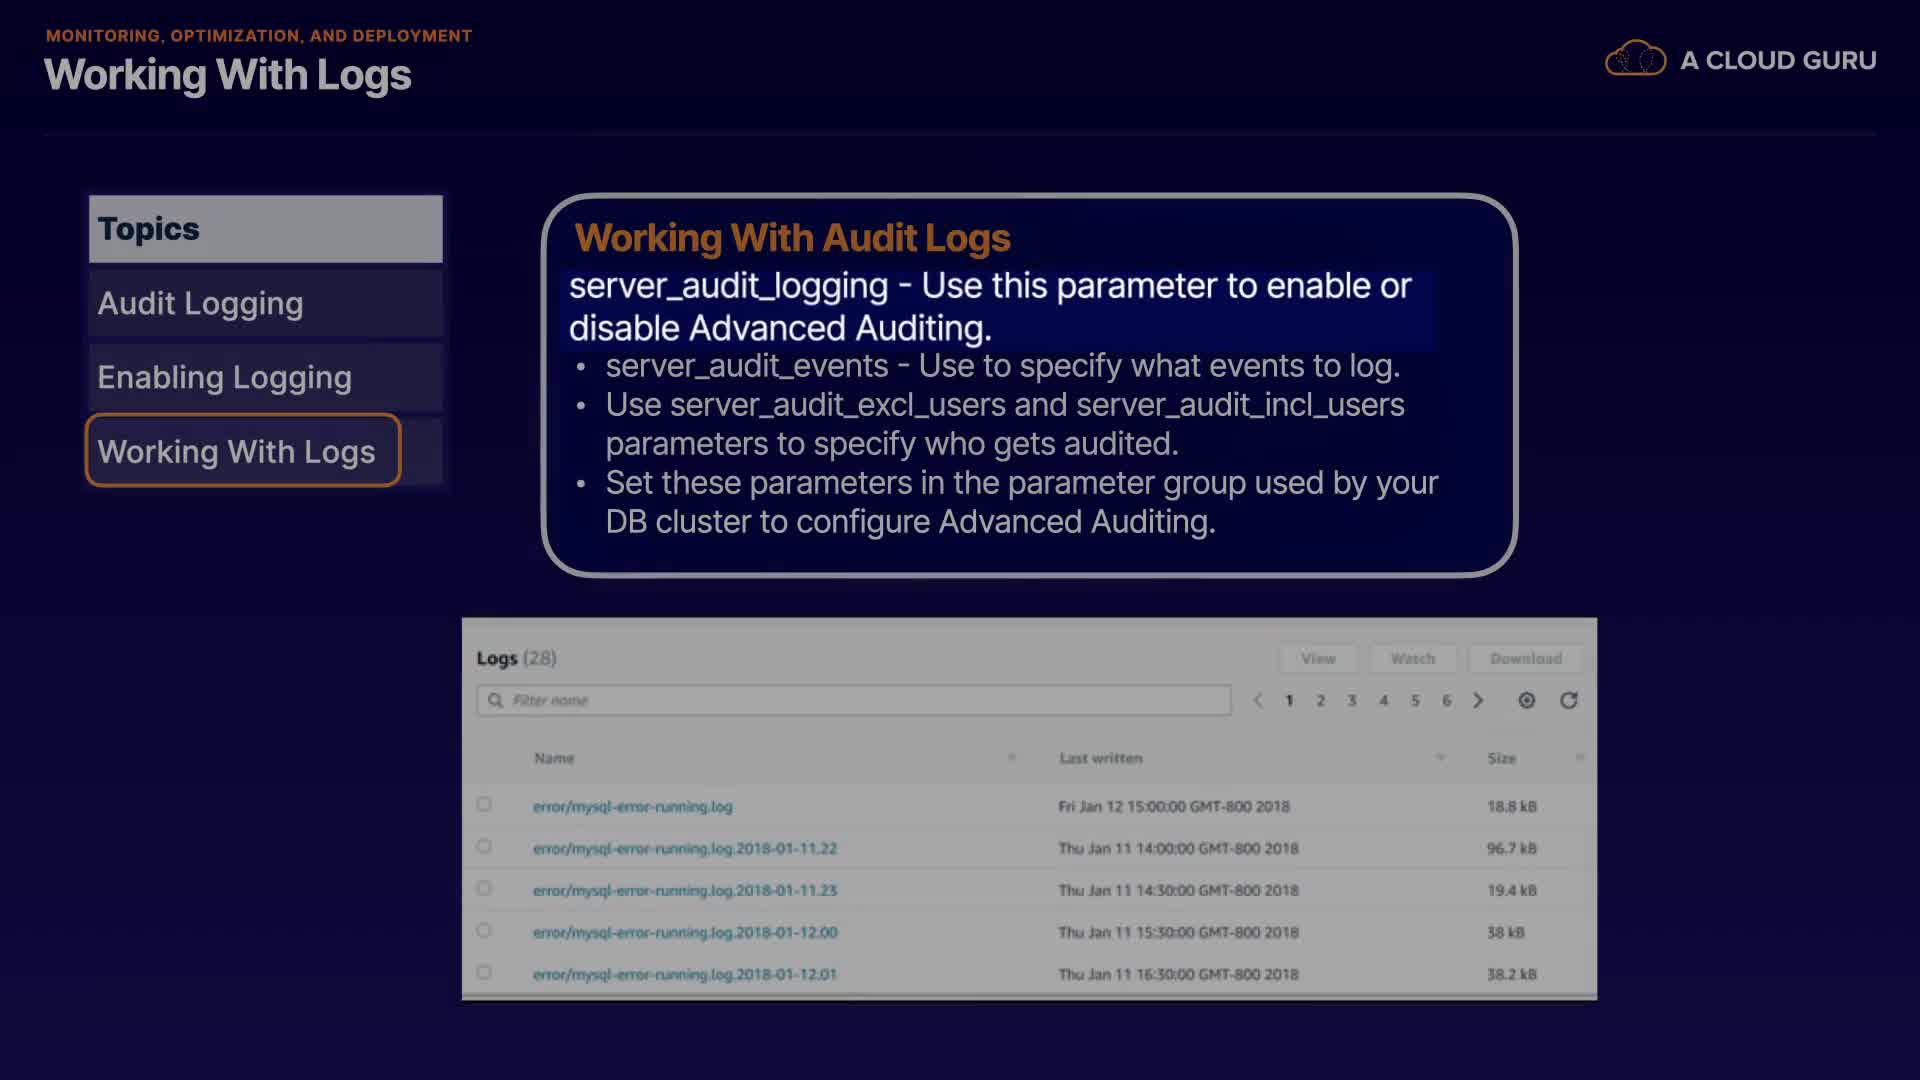 MONITORING, OPTIMIZATION, AND DEPLOYMENT
Working With Logs
A CLOUD GURU
Topics
Audit Logging
Enabling Logging
Working With Logs
Working With Audit Logs
server_audit_logging - Use this parameter to enable or
disable Advanced Auditing.
• server_audit_events - Use to specify what events to log.
• Use server_audit_excl_users and server_audit_incl_users
parameters to specify who gets audited.
• Set these parameters in the parameter group used by your
DB cluster to configure Advanced Auditing.
Logs (28)
View Watch Download
Filter name
1 2 3 4 5 6
Name Last written Size
error/mysql-error-running.log Fri Jan 12 15:00:00 GMT-800 2018 18.8 kB
error/mysql-error-running.log.2018-01-11.22 Thu Jan 11 14:00:00 GMT-800 2018 96.7 kB
error/mysql-error-running.log.2018-01-11.23 Thu Jan 11 14:30:00 GMT-800 2018 19.4 kB
error/mysql-error-running.log.2018-01-12.00 Thu Jan 11 15:30:00 GMT-800 2018 38 kB
error/mysql-error-running.log.2018-01-12.01 Thu Jan 11 16:30:00 GMT-800 2018 38.2 kB